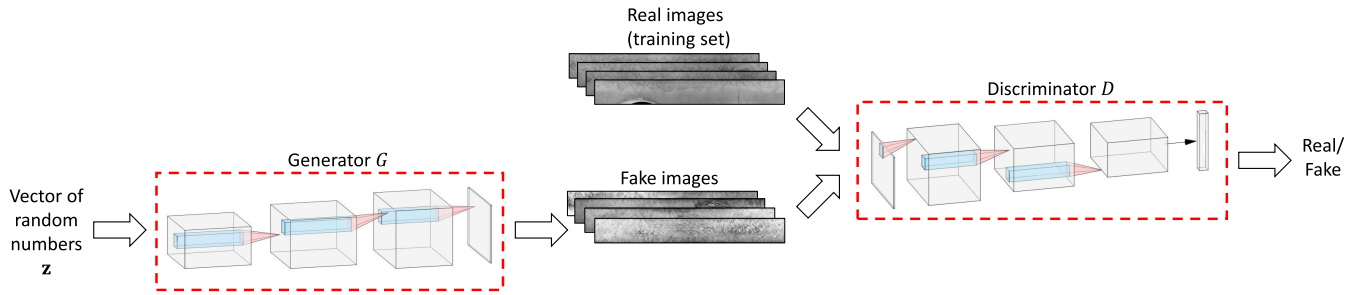 Real images
(training set)
Discriminator D
Generator G
Fake images
Vector of
random
numbers
z
Real/
Fake